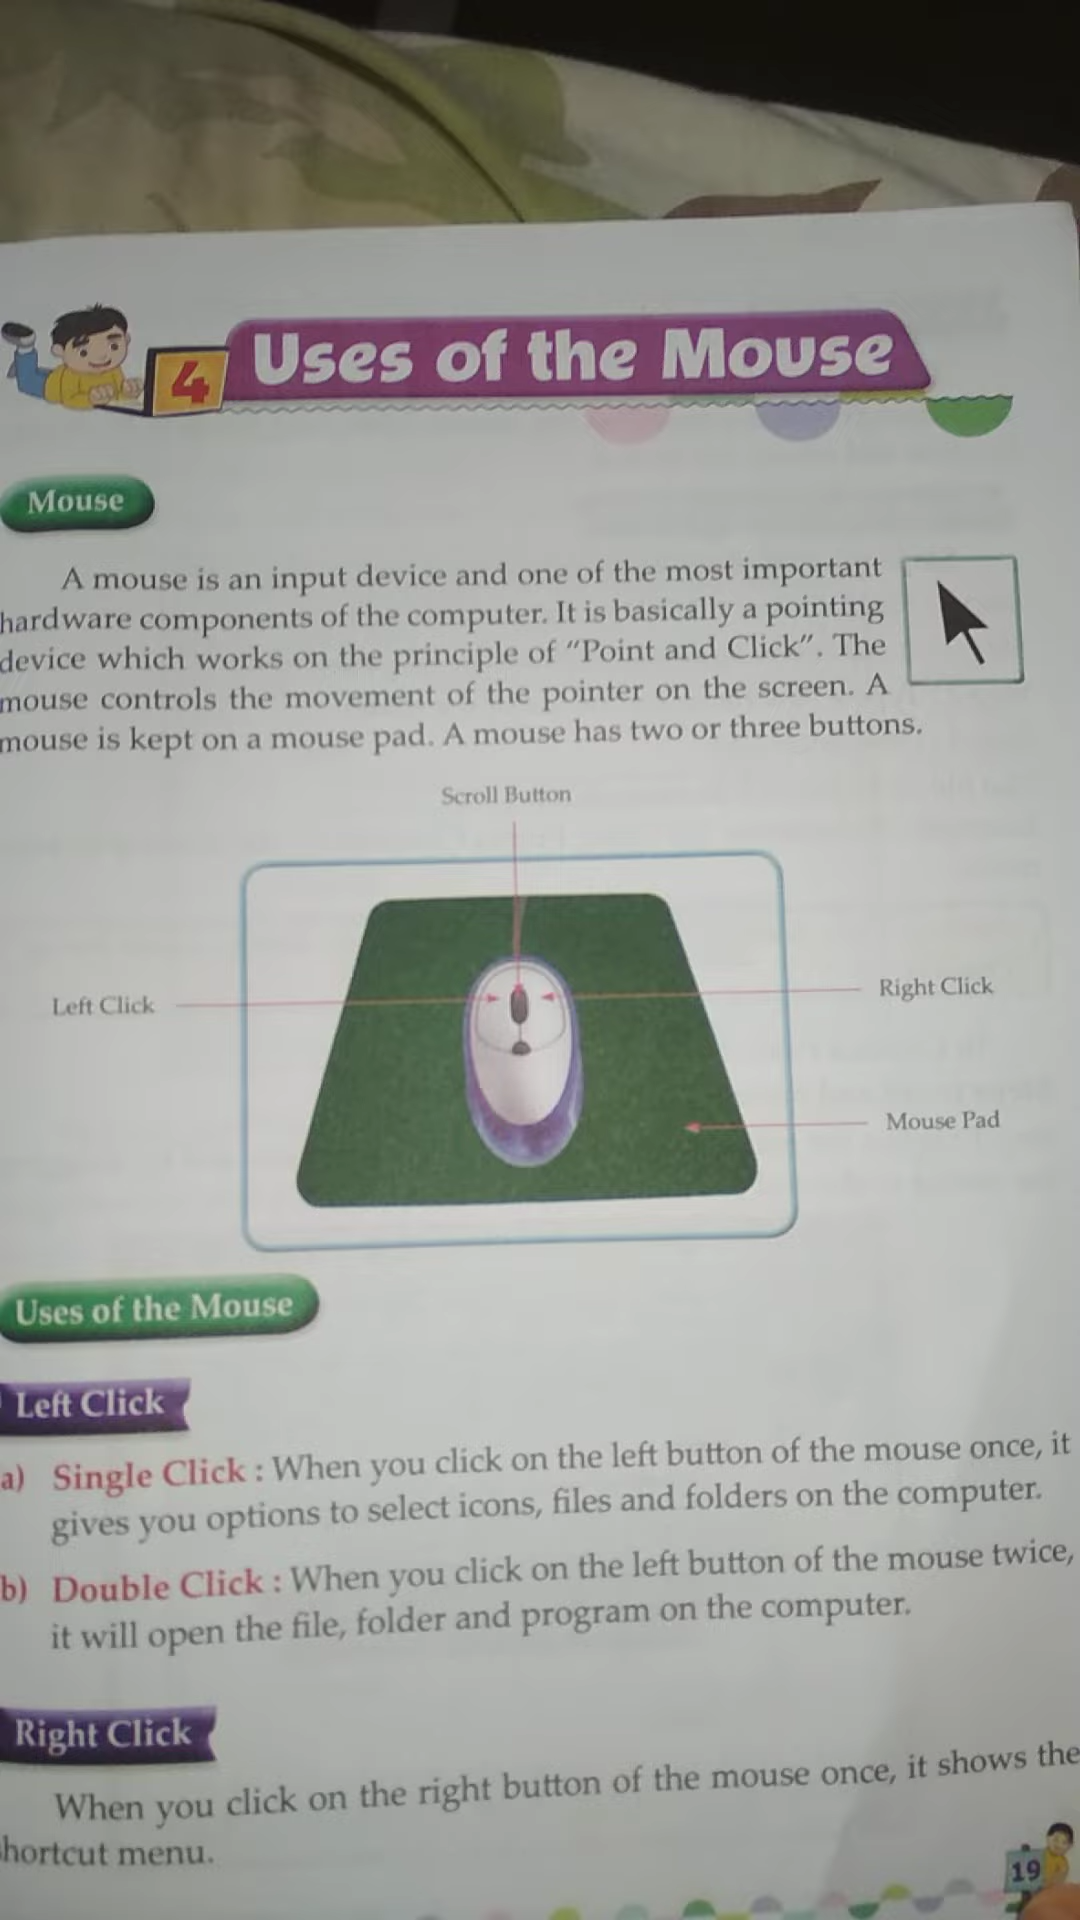 4 Uses of the Mouse
Mouse
A mouse is an input device and one of the most important
hardware components of the computer. It is basically a pointing
device which works on the principle of "Point and Click". The
mouse controls the movement of the pointer on the screen. A
mouse is kept on a mouse pad. A mouse has two or three buttons.
Scroll Button
Left Click
Right Click
Mouse Pad
Uses of the Mouse
Left Click
a) Single Click : When you click on the left button of the mouse once, it
gives you options to select icons, files and folders on the computer.
b) Double Click : When you click on the left button of the mouse twice,
it will open the file, folder and program on the computer.
Right Click
When you click on the right button of the mouse once, it shows the
hortcut menu.
19